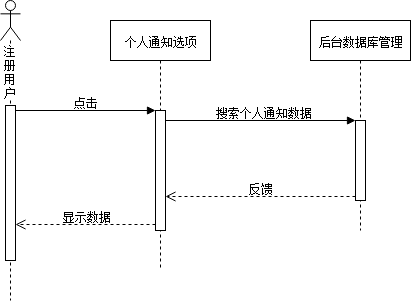 注册用户
个人通知选项
后台数据库管理
点击
搜索个人通知数据
反馈
显示数据